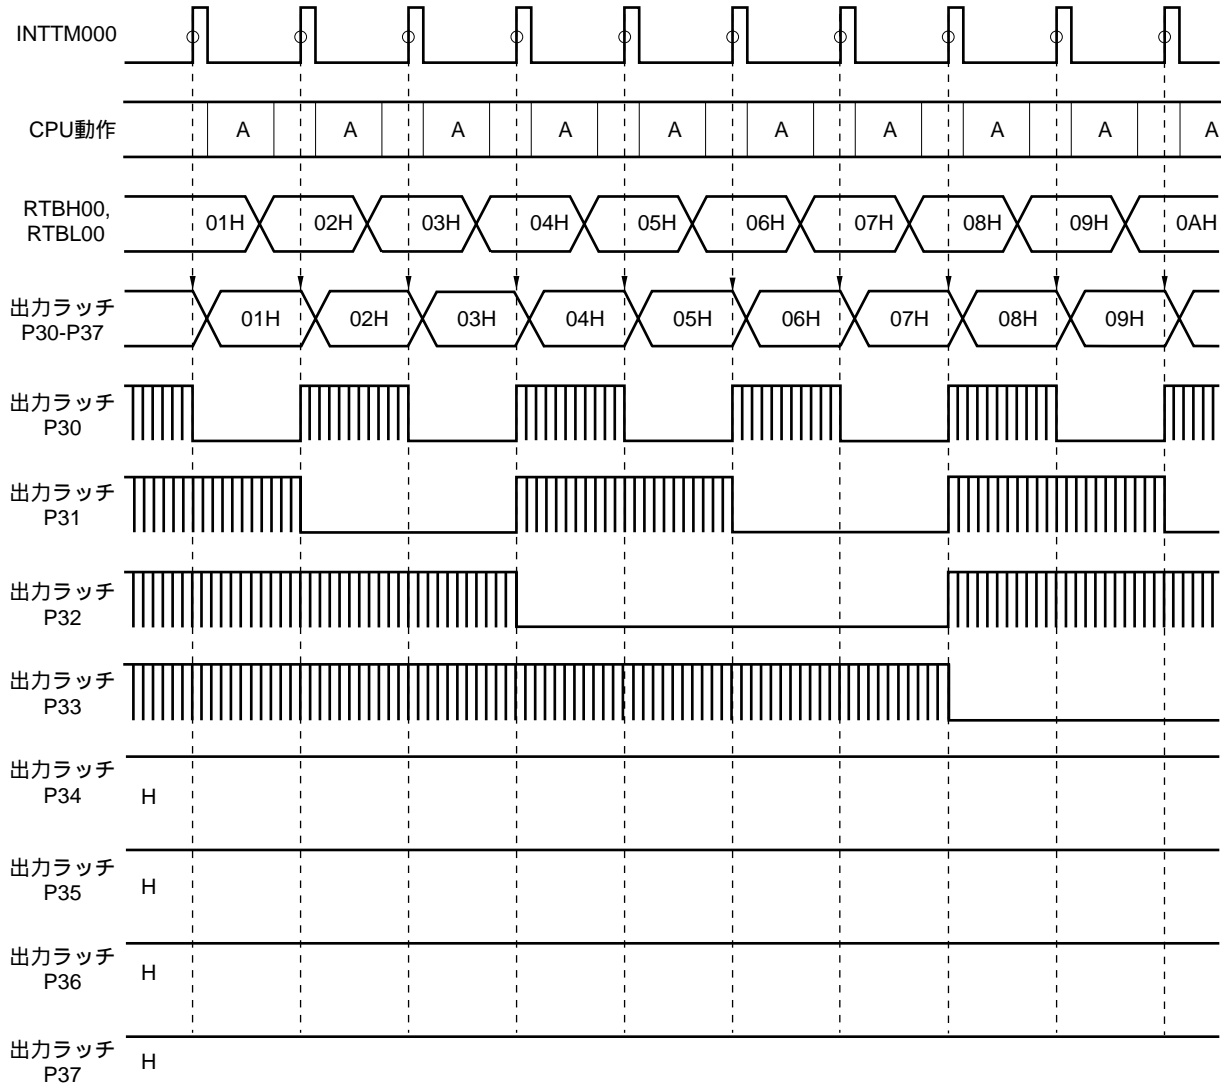 INTTM000
CPU動作 A A A A A A A A A A
RTBH00,
RTBL00
01H 02H 03H 04H 05H 06H 07H 08H 09H 0AH
出力ラッチ
P30-P37
01H 02H 03H 04H 05H 06H 07H 08H 09H
出力ラッチ
P30
出力ラッチ
P31
出力ラッチ
P32
出力ラッチ
P33
出力ラッチ
P34
H
出力ラッチ
P35
H
出力ラッチ
P36
H
出力ラッチ
P37
H